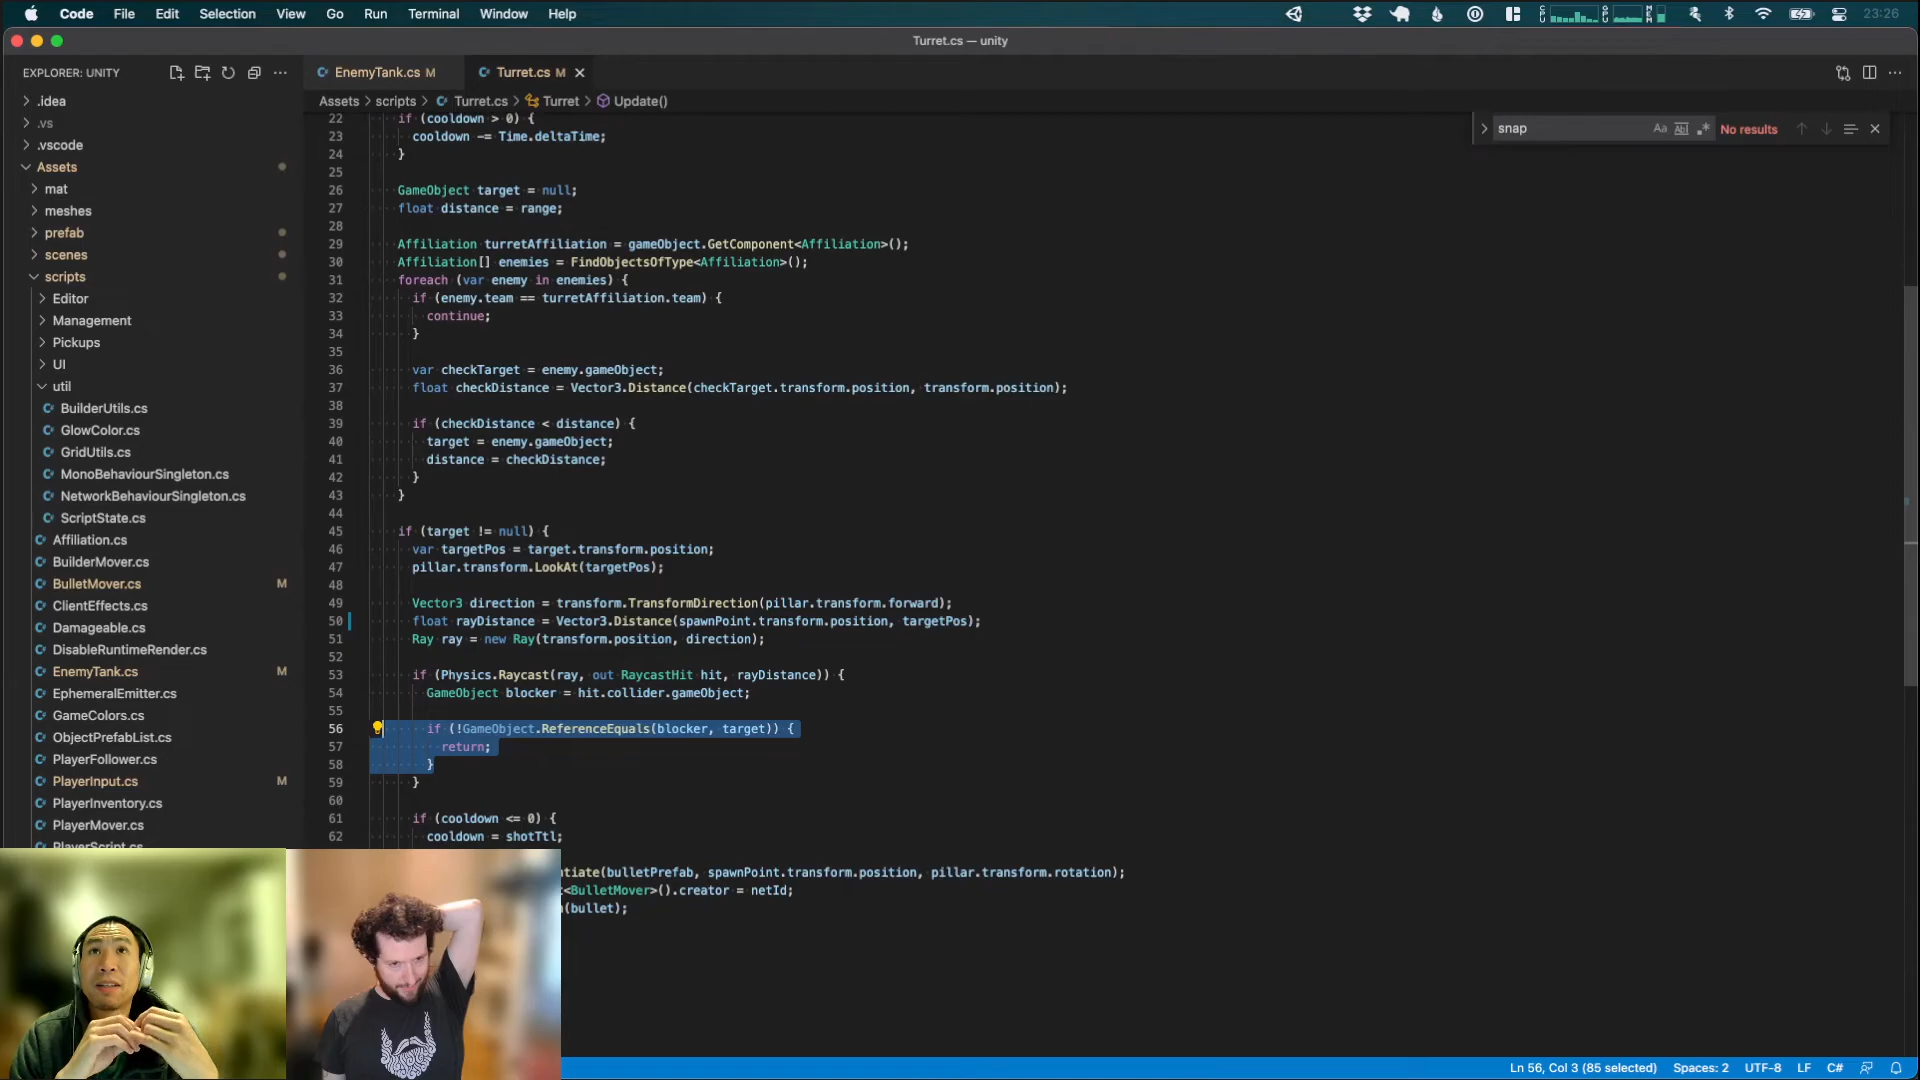 Code File Edit Selection View Go Run Terminal Window Help
23:26
Turret.cs — unity
EXPLORER: UNITY
EnemyTank.cs M
Turret.cs M
Assets > scripts > Turret.cs > Turret > Update()
snap
Aa
No results
.idea
.vs
.vscode
Assets
mat
meshes
prefab
scenes
scripts
Editor
Management
Pickups
UI
util
BuilderUtils.cs
GlowColor.cs
GridUtils.cs
MonoBehaviourSingleton.cs
NetworkBehaviourSingleton.cs
ScriptState.cs
Affiliation.cs
BuilderMover.cs
BulletMover.cs M
ClientEffects.cs
Damageable.cs
DisableRuntimeRender.cs
EnemyTank.cs M
EphemeralEmitter.cs
GameColors.cs
ObjectPrefabList.cs
PlayerFollower.cs
PlayerInput.cs M
PlayerInventory.cs
PlayerMover.cs
PlayerScript.cs
22 if (cooldown > 0) {
23 cooldown -= Time.deltaTime;
24 }
25
26 GameObject target = null;
27 float distance = range;
28
29 Affiliation turretAffiliation = gameObject.GetComponent<Affiliation>();
30 Affiliation[] enemies = FindObjectsOfType<Affiliation>();
31 foreach (var enemy in enemies) {
32 if (enemy.team == turretAffiliation.team) {
33 continue;
34 }
35
36 var checkTarget = enemy.gameObject;
37 float checkDistance = Vector3.Distance(checkTarget.transform.position, transform.position);
38
39 if (checkDistance < distance) {
40 target = enemy.gameObject;
41 distance = checkDistance;
42 }
43 }
44
45 if (target != null) {
46 var targetPos = target.transform.position;
47 pillar.transform.LookAt(targetPos);
48
49 Vector3 direction = transform.TransformDirection(pillar.transform.forward);
50 float rayDistance = Vector3.Distance(spawnPoint.transform.position, targetPos);
51 Ray ray = new Ray(transform.position, direction);
52
53 if (Physics.Raycast(ray, out RaycastHit hit, rayDistance)) {
54 GameObject blocker = hit.collider.gameObject;
55
56 if (!GameObject.ReferenceEquals(blocker, target)) {
57 return;
58 }
59 }
60
61 if (cooldown <= 0) {
62 cooldown = shotTtl;
ntiate(bulletPrefab, spawnPoint.transform.position, pillar.transform.rotation);
<BulletMover>().creator = netId;
(bullet);
Ln 56, Col 3 (85 selected) Spaces: 2 UTF-8 LF C#